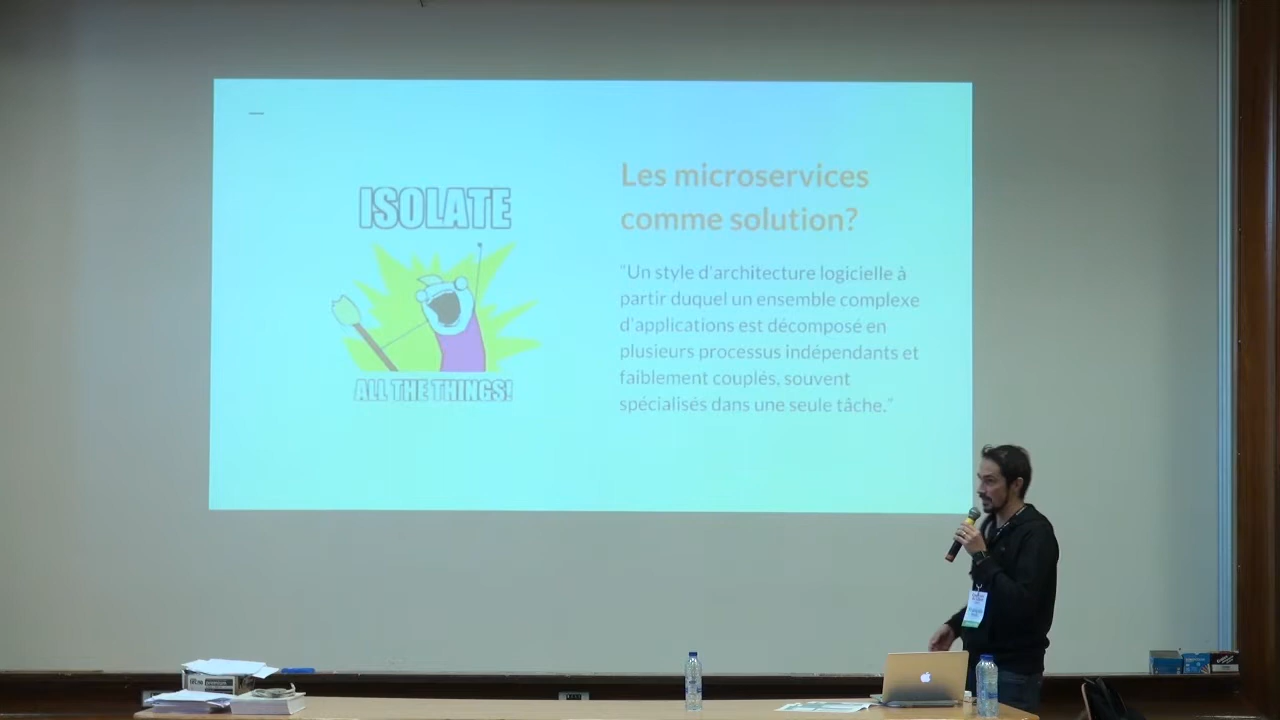 ISOLATE
ALL THE THINGS!
Les microservices
comme solution?
"Un style d'architecture logicielle à
partir duquel un ensemble complexe
d'applications est décomposé en
plusieurs processus indépendants et
faiblement couplés, souvent
spécialisés dans une seule tâche."